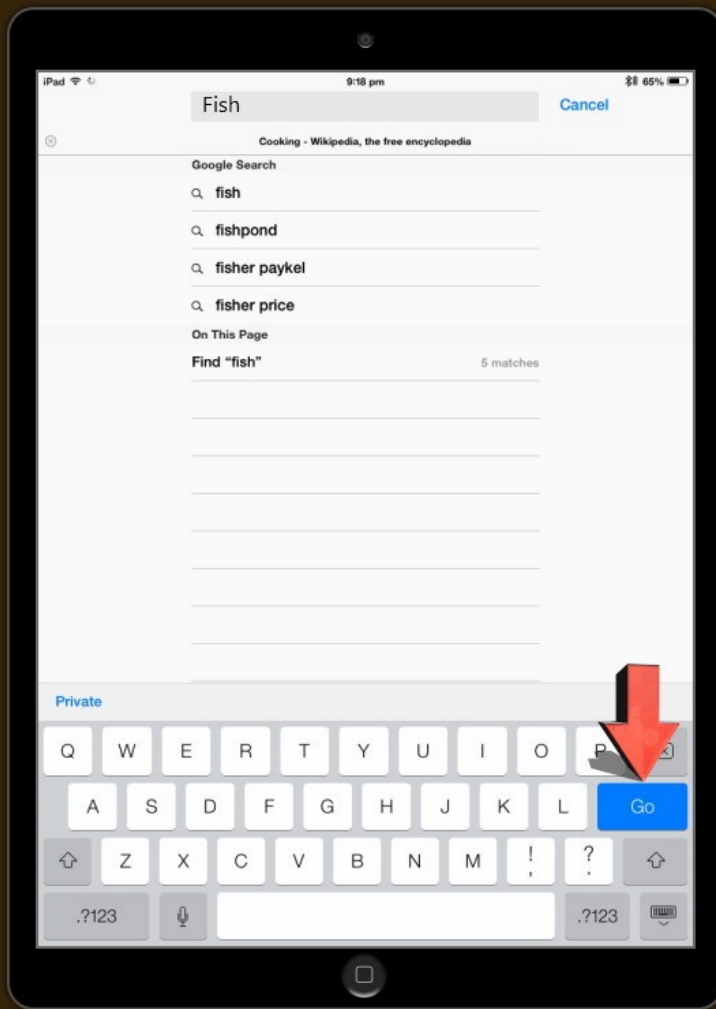 iPad 9:18 pm 65%
Fish Cancel
Cooking - Wikipedia, the free encyclopedia
Google Search
fish
fishpond
fisher paykel
fisher price
On This Page
Find “fish” 5 matches
Private
Q W E R T Y U I O P
A S D F G H J K L Go
Z X C V B N M ! , ? .
.?123 .?123